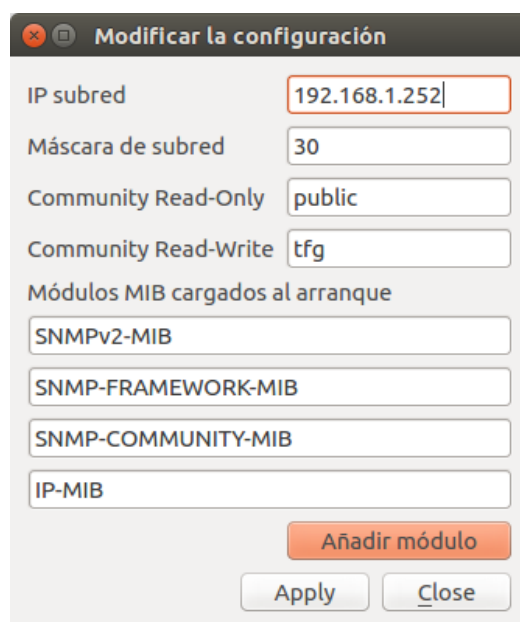 Modificar la configuración
IP subred 192.168.1.252
Máscara de subred 30
Community Read-Only public
Community Read-Write tfg
Módulos MIB cargados al arranque
SNMPv2-MIB
SNMP-FRAMEWORK-MIB
SNMP-COMMUNITY-MIB
IP-MIB
Añadir módulo
Apply Close